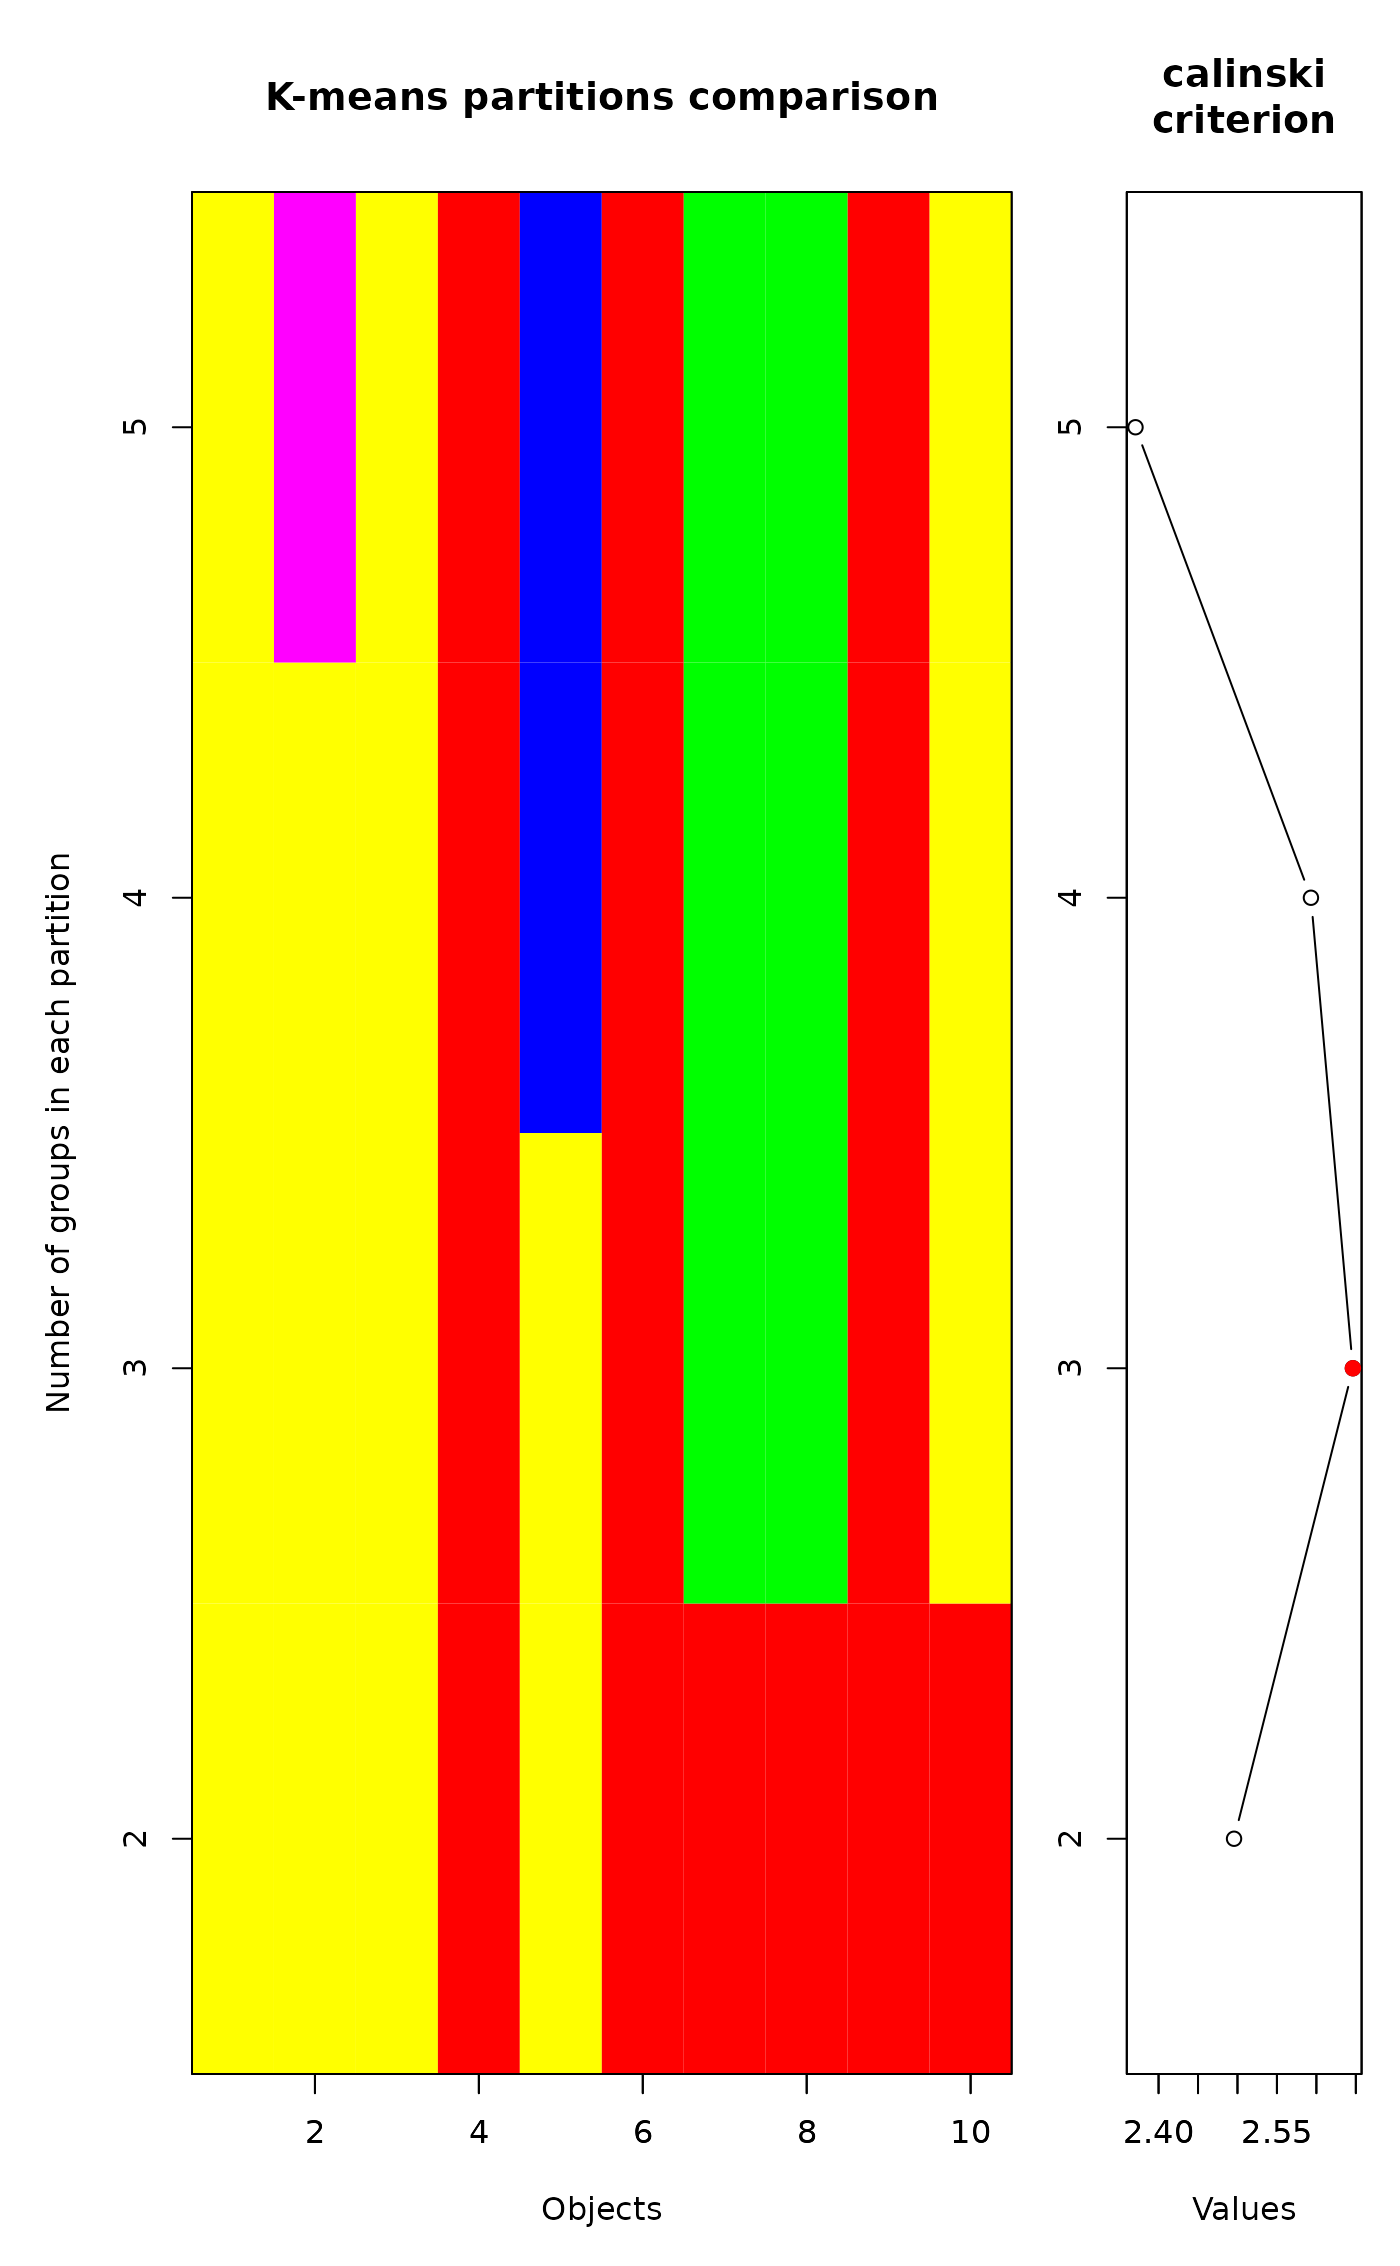 K-means partitions comparison
calinski
criterion
Number of groups in each partition
5
4
3
2
2 4 6 8 10
Objects
5
4
3
2
2.40 2.55
Values